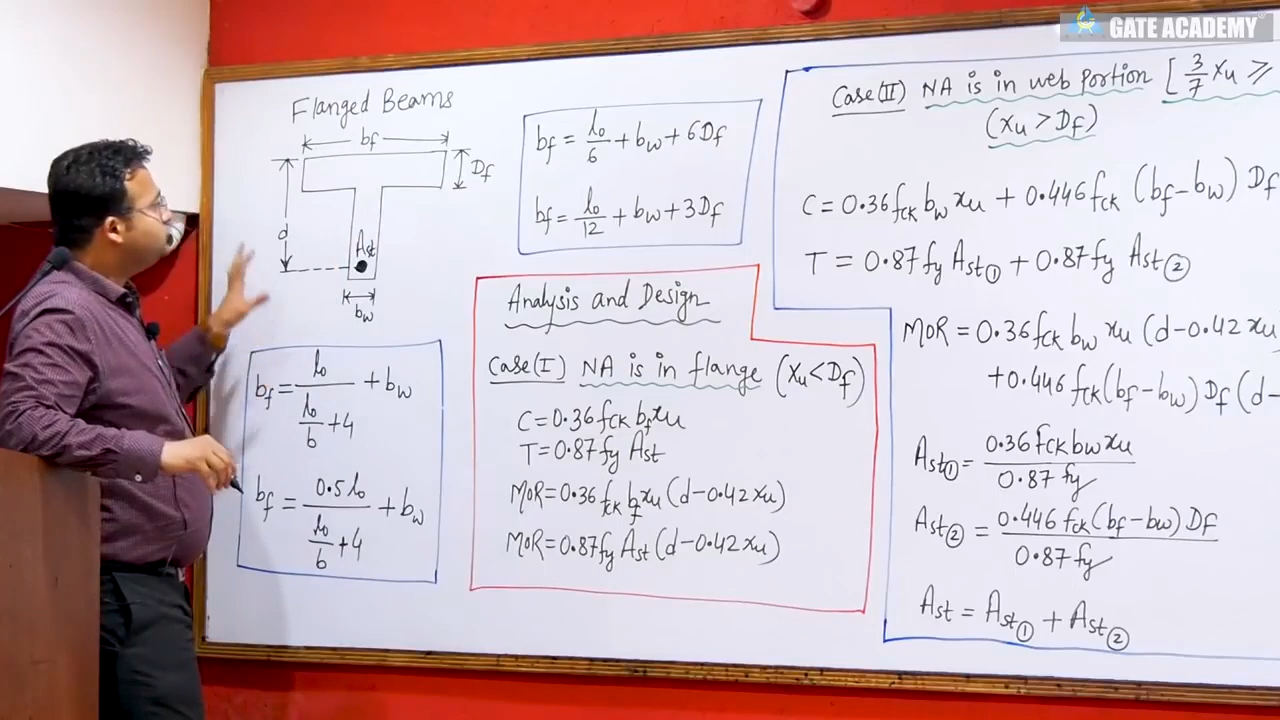 GATE ACADEMY
Flanged Beams
bf
Df
d
Ast
bw
bf = lo/6 + bw + 6Df
bf = lo/12 + bw + 3Df
bf = lo/(lo/b + 4) + bw
bf = 0.5lo/(lo/b + 4) + bw
Analysis and Design
Case(I) NA is in flange (xu < Df)
C = 0.36 fck bf xu
T = 0.87 fy Ast
MOR = 0.36 fck bf xu (d - 0.42 xu)
MOR = 0.87 fy Ast (d - 0.42 xu)
Case(II) NA is in web portion [3/7 xu ≥
(xu > Df)
C = 0.36 fck bw xu + 0.446 fck (bf - bw) Df
T = 0.87 fy Ast① + 0.87 fy Ast②
MOR = 0.36 fck bw xu (d - 0.42 xu
+ 0.446 fck (bf - bw) Df (d -
Ast① = 0.36 fck bw xu / 0.87 fy
Ast② = 0.446 fck (bf - bw) Df / 0.87 fy
Ast = Ast① + Ast②